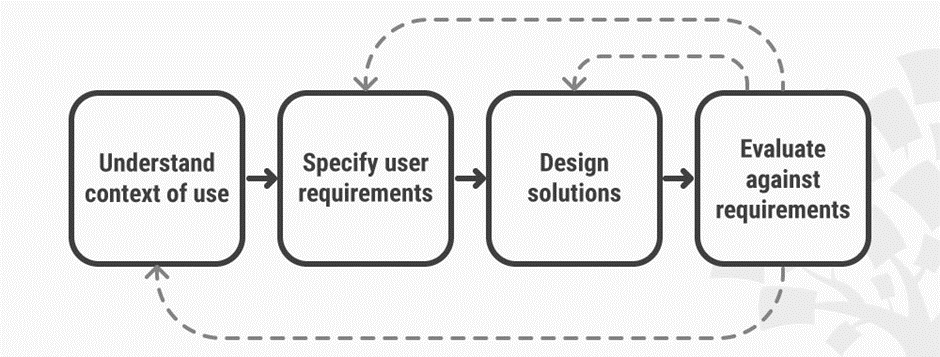 Understand
context of use
Specify user
requirements
Design
solutions
Evaluate
against
requirements